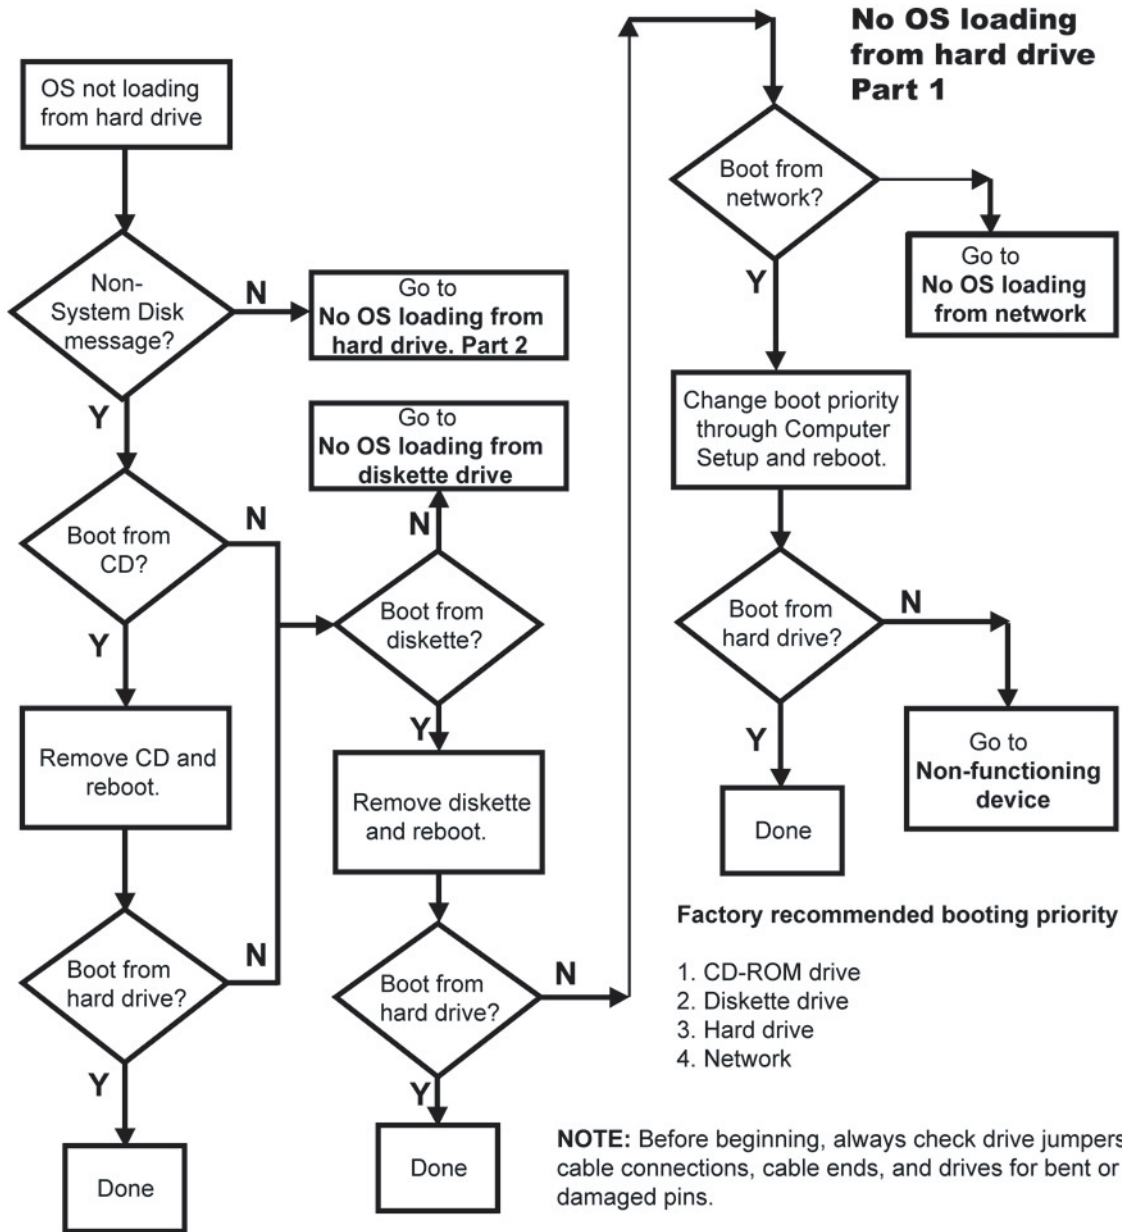 No OS loading
from hard drive
Part 1
OS not loading
from hard drive
Non-
System Disk
message?
N
Go to
No OS loading from
hard drive. Part 2
Y
Boot from
CD?
N
Y
Remove CD and
reboot.
Boot from
hard drive?
N
Y
Done
Go to
No OS loading from
diskette drive
N
Boot from
diskette?
Y
Remove diskette
and reboot.
Boot from
hard drive?
N
Y
Done
Boot from
network?
Go to
No OS loading
from network
Y
Change boot priority
through Computer
Setup and reboot.
Boot from
hard drive?
N
Go to
Non-functioning
device
Y
Done
Factory recommended booting priority
1. CD-ROM drive
2. Diskette drive
3. Hard drive
4. Network
NOTE: Before beginning, always check drive jumpers
cable connections, cable ends, and drives for bent or
damaged pins.